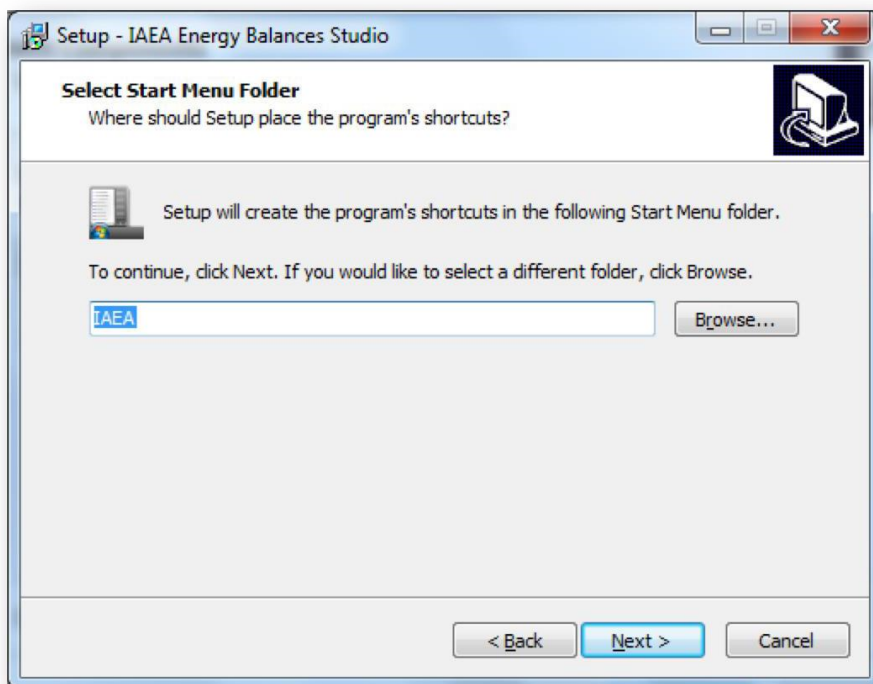 Setup - IAEA Energy Balances Studio
Select Start Menu Folder
Where should Setup place the program's shortcuts?
Setup will create the program's shortcuts in the following Start Menu folder.
To continue, click Next. If you would like to select a different folder, click Browse.
IAEA
Browse...
< Back
Next >
Cancel